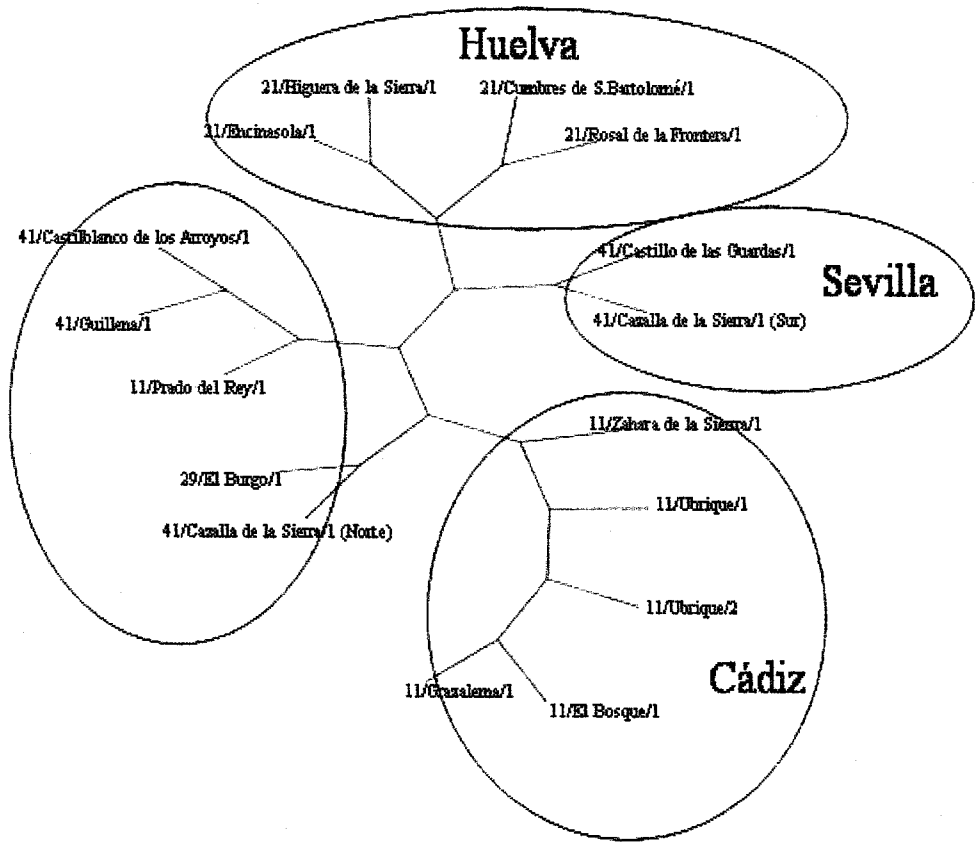 Huelva
21/Higuera de la Sierra/1
21/Cumbres de S.Bartolomé/1
21/Encinasola/1
21/Rosal de la Frontera/1
41/Castilblanco de los Arroyos/1
41/Castillo de las Guardas/1
Sevilla
41/Guillena/1
41/Cazalla de la Sierra/1 (Sur)
11/Prado del Rey/1
11/Zahara de la Sierra/1
29/El Burgo/1
11/Ubrique/1
41/Cazalla de la Sierra/1 (Norte)
11/Ubrique/2
Cádiz
11/Grazalema/1
11/El Bosque/1